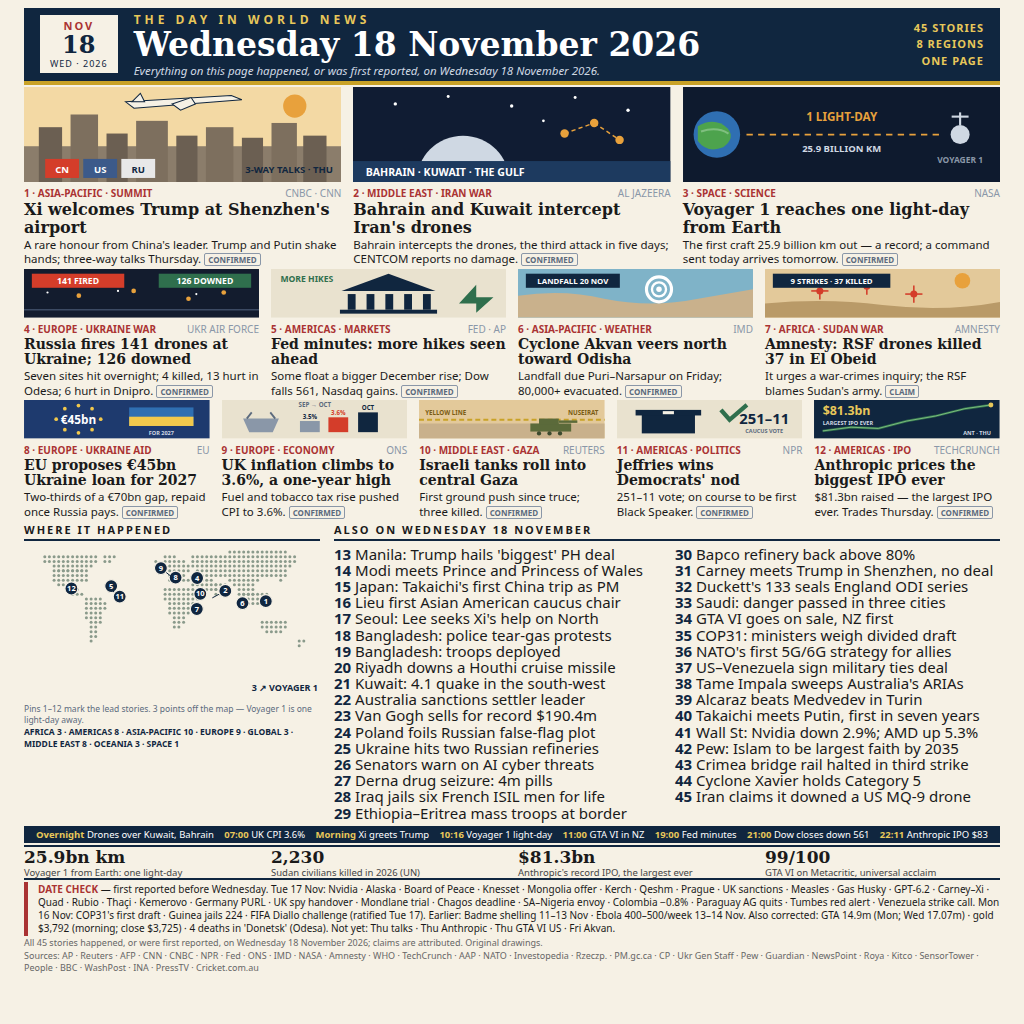 NOV
18
WED · 2026
THE DAY IN WORLD NEWS
Wednesday 18 November 2026
Everything on this page happened, or was first reported, on Wednesday 18 November 2026.
45 STORIES
8 REGIONS
ONE PAGE
CN
US
RU
3-WAY TALKS · THU
1 · ASIA-PACIFIC · SUMMIT
CNBC · CNN
Xi welcomes Trump at Shenzhen's
airport
A rare honour from China's leader. Trump and Putin shake
hands; three-way talks Thursday. CONFIRMED
BAHRAIN · KUWAIT · THE GULF
2 · MIDDLE EAST · IRAN WAR
AL JAZEERA
Bahrain and Kuwait intercept
Iran's drones
Bahrain intercepts the drones, the third attack in five days;
CENTCOM reports no damage. CONFIRMED
1 LIGHT-DAY
25.9 BILLION KM
VOYAGER 1
3 · SPACE · SCIENCE
NASA
Voyager 1 reaches one light-day
from Earth
The first craft 25.9 billion km out — a record; a command
sent today arrives tomorrow. CONFIRMED
141 FIRED
126 DOWNED
4 · EUROPE · UKRAINE WAR
UKR AIR FORCE
Russia fires 141 drones at
Ukraine; 126 downed
Seven sites hit overnight; 4 killed, 13 hurt in
Odesa; 6 hurt in Dnipro. CONFIRMED
MORE HIKES
5 · AMERICAS · MARKETS
FED · AP
Fed minutes: more hikes seen
ahead
Some float a bigger December rise; Dow
falls 561, Nasdaq gains. CONFIRMED
LANDFALL 20 NOV
6 · ASIA-PACIFIC · WEATHER
IMD
Cyclone Akvan veers north
toward Odisha
Landfall due Puri–Narsapur on Friday;
80,000+ evacuated. CONFIRMED
9 STRIKES · 37 KILLED
7 · AFRICA · SUDAN WAR
AMNESTY
Amnesty: RSF drones killed
37 in El Obeid
It urges a war-crimes inquiry; the RSF
blames Sudan's army. CLAIM
€45bn
FOR 2027
8 · EUROPE · UKRAINE AID
EU
EU proposes €45bn
Ukraine loan for 2027
Two-thirds of a €70bn gap, repaid
once Russia pays. CONFIRMED
SEP → OCT
3.5%
3.6%
OCT
9 · EUROPE · ECONOMY
ONS
UK inflation climbs to
3.6%, a one-year high
Fuel and tobacco tax rise pushed
CPI to 3.6%. CONFIRMED
YELLOW LINE
NUSEIRAT
10 · MIDDLE EAST · GAZA
REUTERS
Israeli tanks roll into
central Gaza
First ground push since truce;
three killed. CONFIRMED
251–11
CAUCUS VOTE
11 · AMERICAS · POLITICS
NPR
Jeffries wins
Democrats' nod
251–11 vote; on course to be first
Black Speaker. CONFIRMED
$81.3bn
LARGEST IPO EVER
ANT · THU
12 · AMERICAS · IPO
TECHCRUNCH
Anthropic prices the
biggest IPO ever
$81.3bn raised — the largest IPO
ever. Trades Thursday. CONFIRMED
WHERE IT HAPPENED
9
8
4
12
5
11
10
2
7
6
1
3 ↗ VOYAGER 1
Pins 1–12 mark the lead stories. 3 points off the map — Voyager 1 is one
light-day away.
AFRICA 3 · AMERICAS 8 · ASIA-PACIFIC 10 · EUROPE 9 · GLOBAL 3 ·
MIDDLE EAST 8 · OCEANIA 3 · SPACE 1
ALSO ON WEDNESDAY 18 NOVEMBER
13 Manila: Trump hails 'biggest' PH deal
14 Modi meets Prince and Princess of Wales
15 Japan: Takaichi's first China trip as PM
16 Lieu first Asian American caucus chair
17 Seoul: Lee seeks Xi's help on North
18 Bangladesh: police tear-gas protests
19 Bangladesh: troops deployed
20 Riyadh downs a Houthi cruise missile
21 Kuwait: 4.1 quake in the south-west
22 Australia sanctions settler leader
23 Van Gogh sells for record $190.4m
24 Poland foils Russian false-flag plot
25 Ukraine hits two Russian refineries
26 Senators warn on AI cyber threats
27 Derna drug seizure: 4m pills
28 Iraq jails six French ISIL men for life
29 Ethiopia–Eritrea mass troops at border
30 Bapco refinery back above 80%
31 Carney meets Trump in Shenzhen, no deal
32 Duckett's 133 seals England ODI series
33 Saudi: danger passed in three cities
34 GTA VI goes on sale, NZ first
35 COP31: ministers weigh divided draft
36 NATO's first 5G/6G strategy for allies
37 US–Venezuela sign military ties deal
38 Tame Impala sweeps Australia's ARIAs
39 Alcaraz beats Medvedev in Turin
40 Takaichi meets Putin, first in seven years
41 Wall St: Nvidia down 2.9%; AMD up 5.3%
42 Pew: Islam to be largest faith by 2035
43 Crimea bridge rail halted in third strike
44 Cyclone Xavier holds Category 5
45 Iran claims it downed a US MQ-9 drone
Overnight Drones over Kuwait, Bahrain 07:00 UK CPI 3.6% Morning Xi greets Trump 10:16 Voyager 1 light-day 11:00 GTA VI in NZ 19:00 Fed minutes 21:00 Dow closes down 561 22:11 Anthropic IPO $83
25.9bn km
Voyager 1 from Earth: one light-day
2,230
Sudan civilians killed in 2026 (UN)
$81.3bn
Anthropic's record IPO, the largest ever
99/100
GTA VI on Metacritic, universal acclaim
DATE CHECK — first reported before Wednesday. Tue 17 Nov: Nvidia · Alaska · Board of Peace · Knesset · Mongolia offer · Kerch · Qeshm · Prague · UK sanctions · Measles · Gas Husky · GPT-6.2 · Carney–Xi ·
Quad · Rubio · Thaçi · Kemerovo · Germany PURL · UK spy handover · Mondlane trial · Chagos deadline · SA–Nigeria envoy · Colombia −0.8% · Paraguay AG quits · Tumbes red alert · Venezuela strike call. Mon
16 Nov: COP31's first draft · Guinea jails 224 · FIFA Diallo challenge (ratified Tue 17). Earlier: Badme shelling 11–13 Nov · Ebola 400–500/week 13–14 Nov. Also corrected: GTA 14.9m (Mon; Wed 17.07m) · gold
$3,792 (morning; close $3,725) · 4 deaths in 'Donetsk' (Odesa). Not yet: Thu talks · Thu Anthropic · Thu GTA VI US · Fri Akvan.
All 45 stories happened, or were first reported, on Wednesday 18 November 2026; claims are attributed. Original drawings.
Sources: AP · Reuters · AFP · CNN · CNBC · NPR · Fed · ONS · IMD · NASA · Amnesty · WHO · TechCrunch · AAP · NATO · Investopedia · Rzeczp. · PM.gc.ca · CP · Ukr Gen Staff · Pew · Guardian · NewsPoint · Roya · Kitco · SensorTower ·
People · BBC · WashPost · INA · PressTV · Cricket.com.au